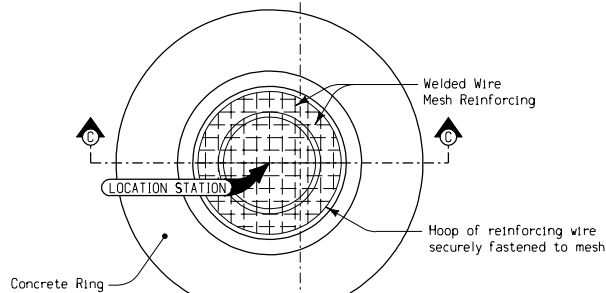 Welded Wire
Mesh Reinforcing
C
C
LOCATION STATION
Hoop of reinforcing wire
securely fastened to mesh
Concrete Ring